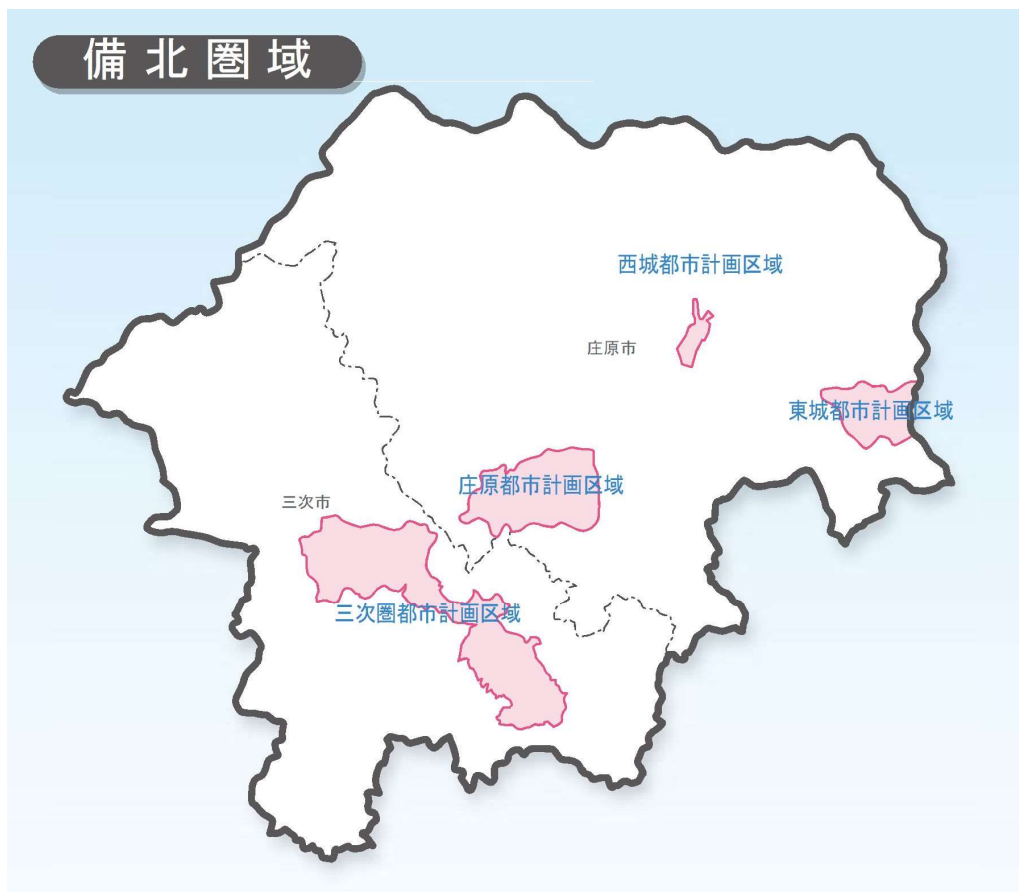 備北圏域
西城都市計画区域
庄原市
東城都市計画区域
庄原都市計画区域
三次市
三次圏都市計画区域